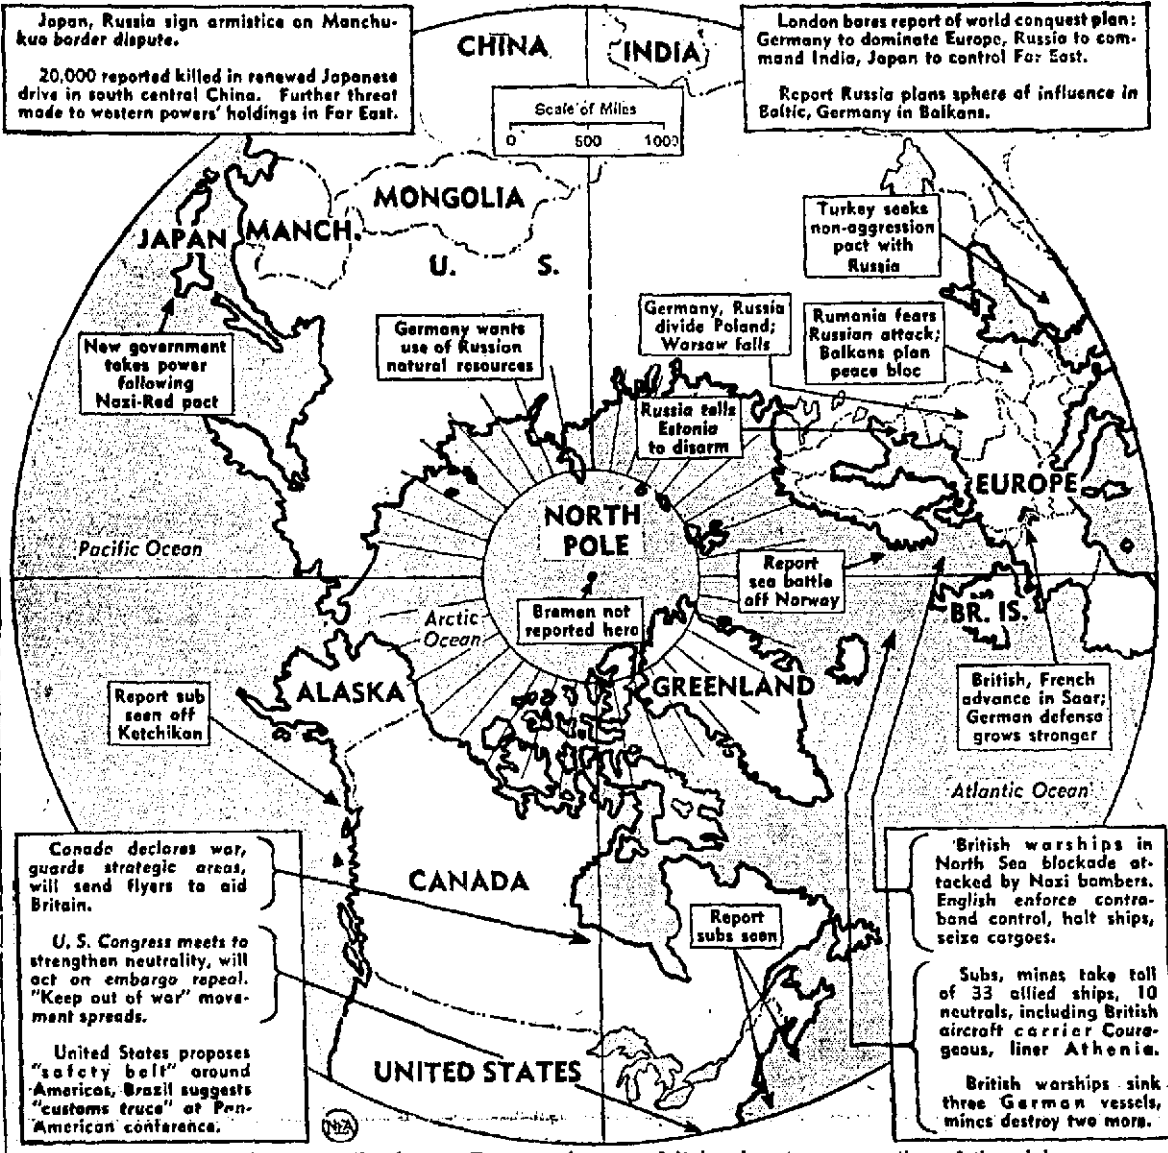 Japan, Russia sign armistice on Manchu-
kuo border dispute.
20,000 reported killed in renewed Japanese
drive in south central China. Further threat
made to western powers' holdings in Far East.
CHINA
INDIA
London bares report of world conquest plan:
Germany to dominate Europe, Russia to com-
mand India, Japan to control Far East.
Report Russia plans sphere of influence in
Baltic, Germany in Balkans.
Scale of Miles
0 500 1000
MONGOLIA
JAPAN
MANCH.
U. S.
Turkey seeks
non-aggression
pact with
Russia
New government
takes power
following
Nazi-Red pact
Germany wants
use of Russian
natural resources
Germany, Russia
divide Poland;
Warsaw falls
Rumania fears
Russian attack;
Balkans plan
peace bloc
Russia tells
Estonia
to disarm
EUROPE
NORTH
POLE
Pacific Ocean
Report
sea battle
off Norway
Bremen not
reported here
Arctic
Ocean
BR. IS.
ALASKA
GREENLAND
Report sub
seen off
Ketchikan
British, French
advance in Saar;
German defense
grows stronger
Atlantic Ocean
Canada declares war,
guards strategic areas,
will send flyers to aid
Britain.
U. S. Congress meets to
strengthen neutrality, will
act on embargo repeal.
"Keep out of war" move-
ment spreads.
United States proposes
"safety belt" around
Americas, Brazil suggests
"customs truce" at Pan-
American conference.
CANADA
Report
subs seen
UNITED STATES
NEA
British warships in
North Sea blockade at-
tacked by Nazi bombers.
English enforce contra-
band control, halt ships,
seize cargoes.
Subs, mines take toll
of 33 allied ships, 10
neutrals, including British
aircraft carrier Coura-
geous, liner Athenia.
British warships sink
three German vessels,
mines destroy two more.